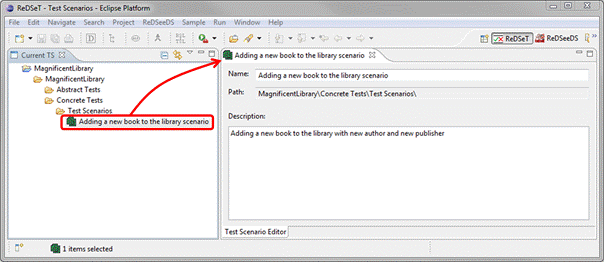 ReDSeT - Test Scenarios - Eclipse Platform
File Navigate Search Project ReDSeeDS Run Window Help
ReDSeT ReDSeeDS
Current TS
MagnificentLibrary
MagnificentLibrary
Abstract Tests
Concrete Tests
Test Scenarios
Adding a new book to the library scenario
Adding a new book to the library scenario
Name: Adding a new book to the library scenario
Path: MagnificentLibrary\Concrete Tests\Test Scenarios\
Description:
Adding a new book to the library with new author and new publisher
Test Scenario Editor
1 items selected